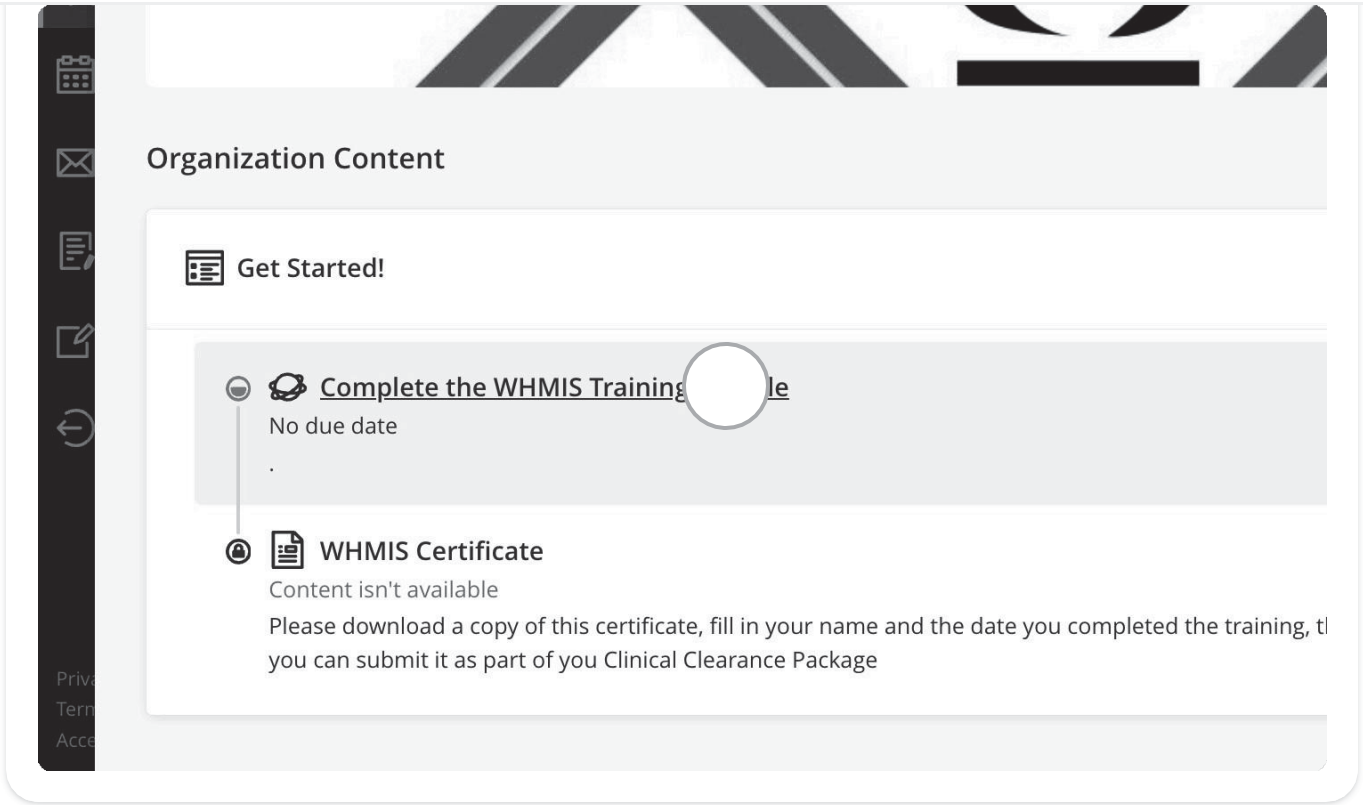 Organization Content
Get Started!
Complete the WHMIS Training
No due date
.
WHMIS Certificate
Content isn't available
Please download a copy of this certificate, fill in your name and the date you completed the training,
you can submit it as part of you Clinical Clearance Package